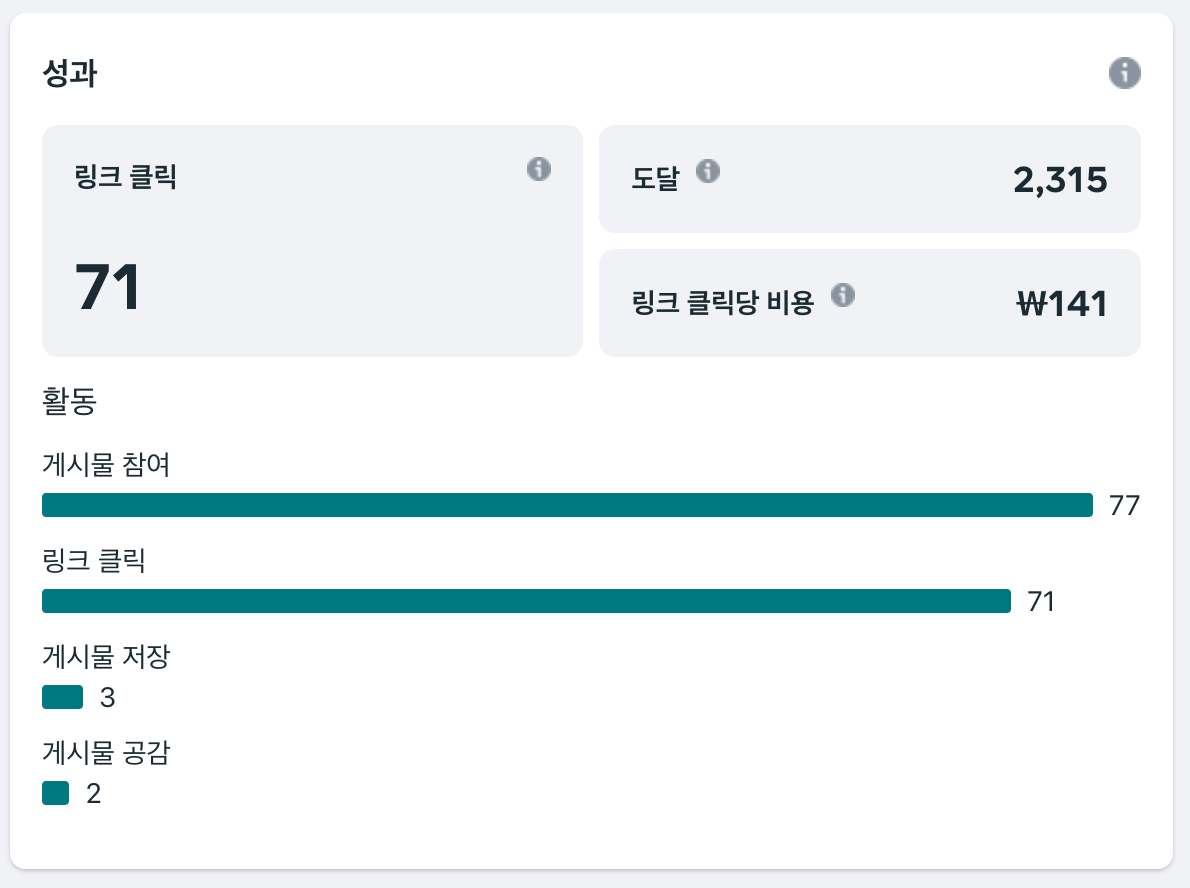 성과
링크 클릭
71
도달
2,315
링크 클릭당 비용
₩141
활동
게시물 참여
77
링크 클릭
71
게시물 저장
3
게시물 공감
2